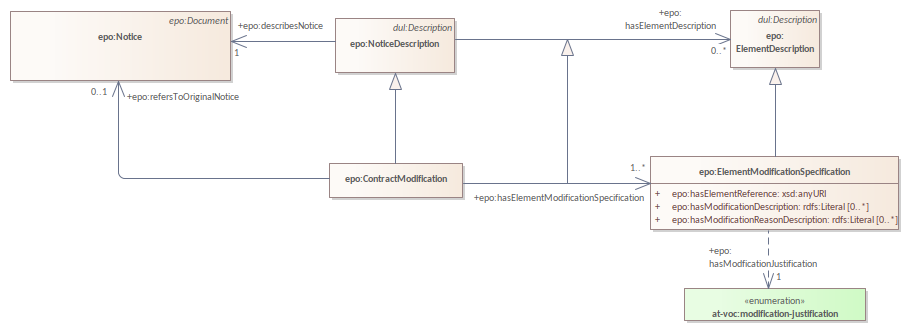 epo:Document
epo:Notice
+epo:describesNotice
1
dul:Description
epo:NoticeDescription
+epo:
hasElementDescription
0..*
dul:Description
epo:
ElementDescription
0..1
+epo:refersToOriginalNotice
epo:ContractModification
1..*
+epo:hasElementModificationSpecification
epo:ElementModificationSpecification
+ epo:hasElementReference: xsd:anyURI
+ epo:hasModificationDescription: rdfs:Literal [0..*]
+ epo:hasModificationReasonDescription: rdfs:Literal [0..*]
+epo:
hasModficationJustification
1
«enumeration»
at-voc:modification-justification